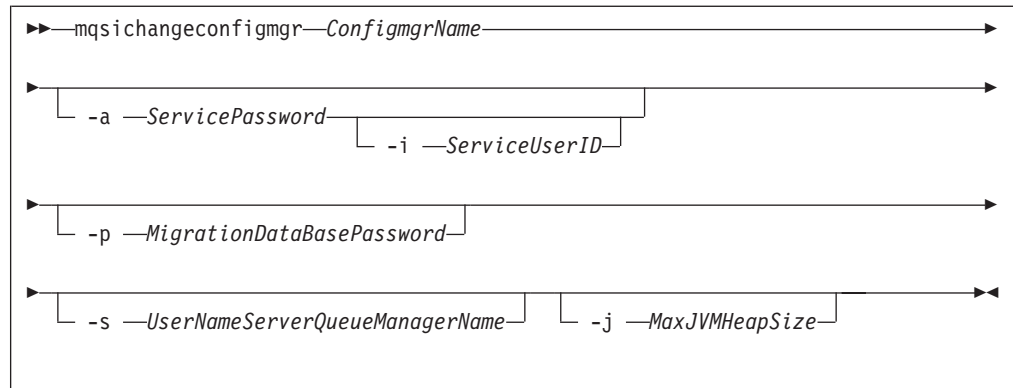 mqsichangeconfigmgr ConfigmgrName
-a ServicePassword
-i ServiceUserID
-p MigrationDataBasePassword
-s UserNameServerQueueManagerName -j MaxJVMHeapSize